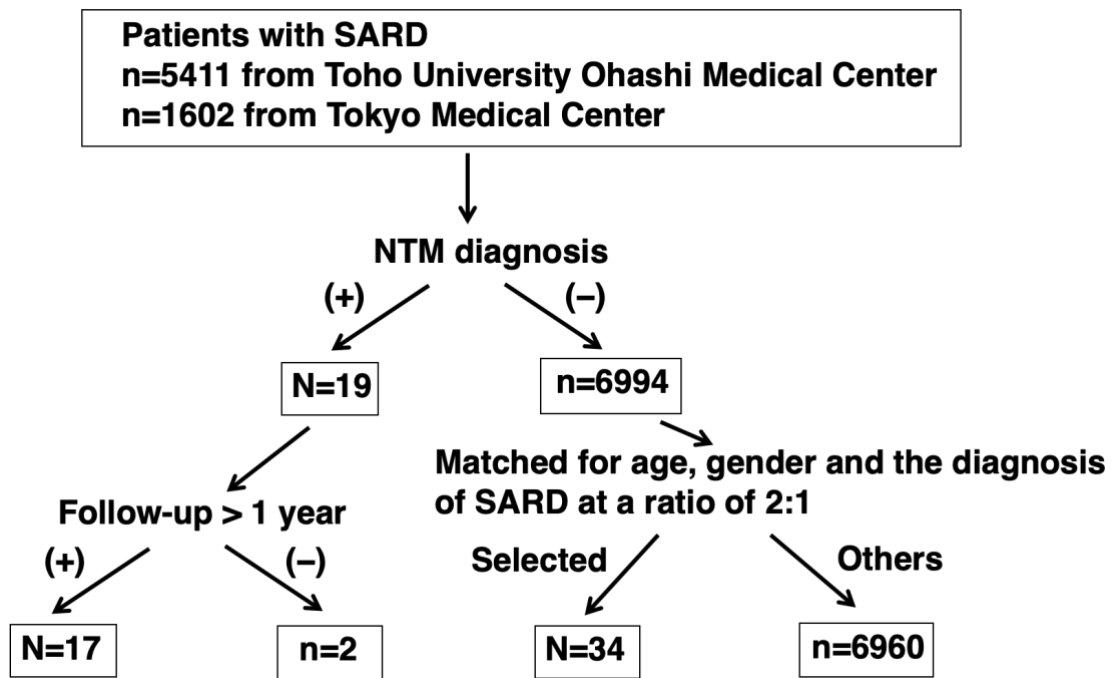 Patients with SARD
n=5411 from Toho University Ohashi Medical Center
n=1602 from Tokyo Medical Center
NTM diagnosis
(+)
(−)
N=19
n=6994
Matched for age, gender and the diagnosis
of SARD at a ratio of 2:1
Follow-up > 1 year
(+)
(−)
Selected
Others
N=17
n=2
N=34
n=6960